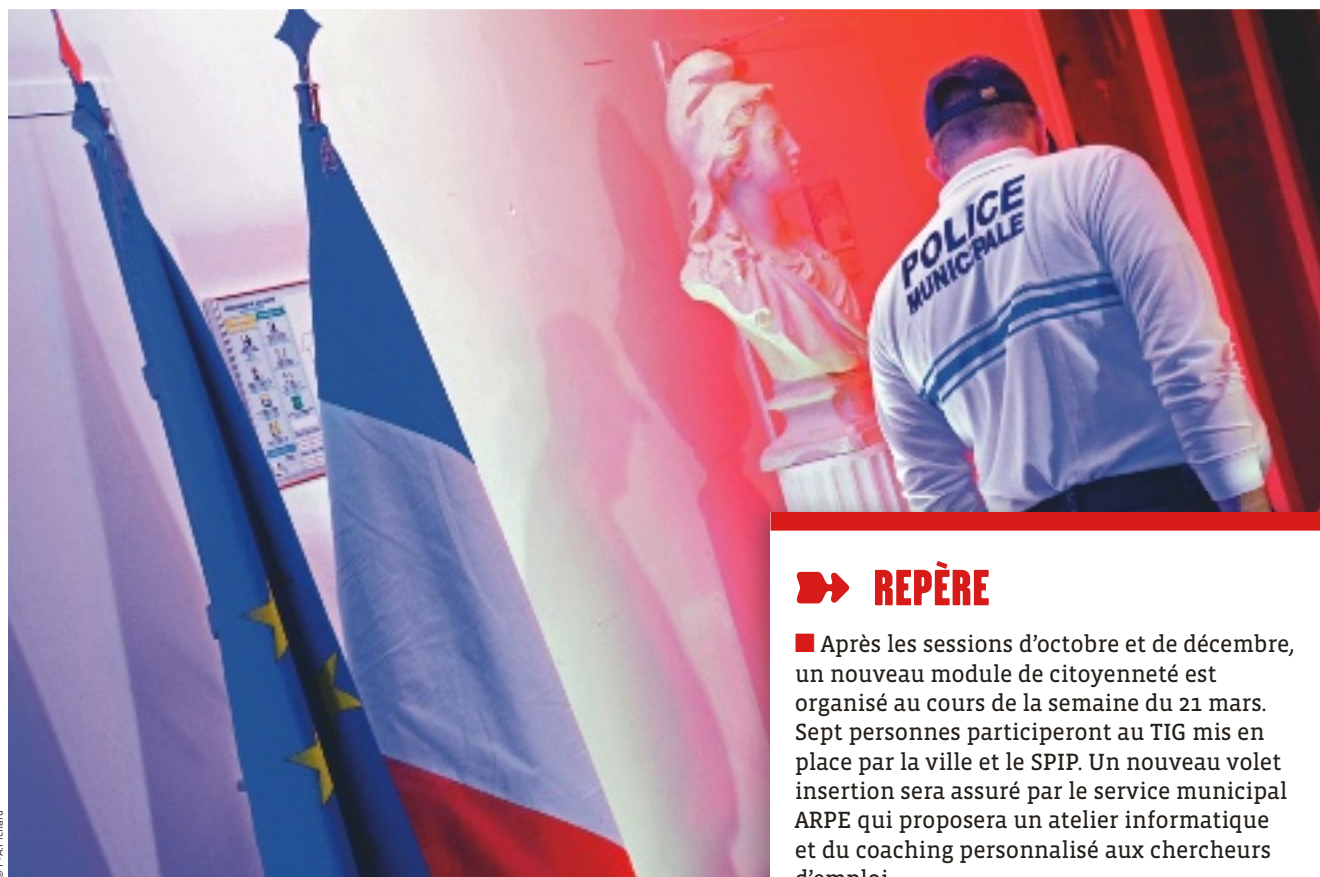 POLICE
MUNICIPALE
REPÈRE
Après les sessions d’octobre et de décembre,
un nouveau module de citoyenneté est
organisé au cours de la semaine du 21 mars.
Sept personnes participeront au TIG mis en
place par la ville et le SPIP. Un nouveau volet
insertion sera assuré par le service municipal
ARPE qui proposera un atelier informatique
et du coaching personnalisé aux chercheurs
d’emploi